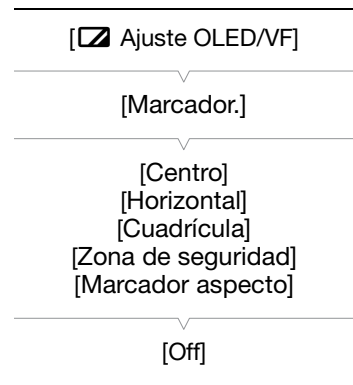 [ Ajuste OLED/VF]
[Marcador.]
[Centro]
[Horizontal]
[Cuadrícula]
[Zona de seguridad]
[Marcador aspecto]
[Off]